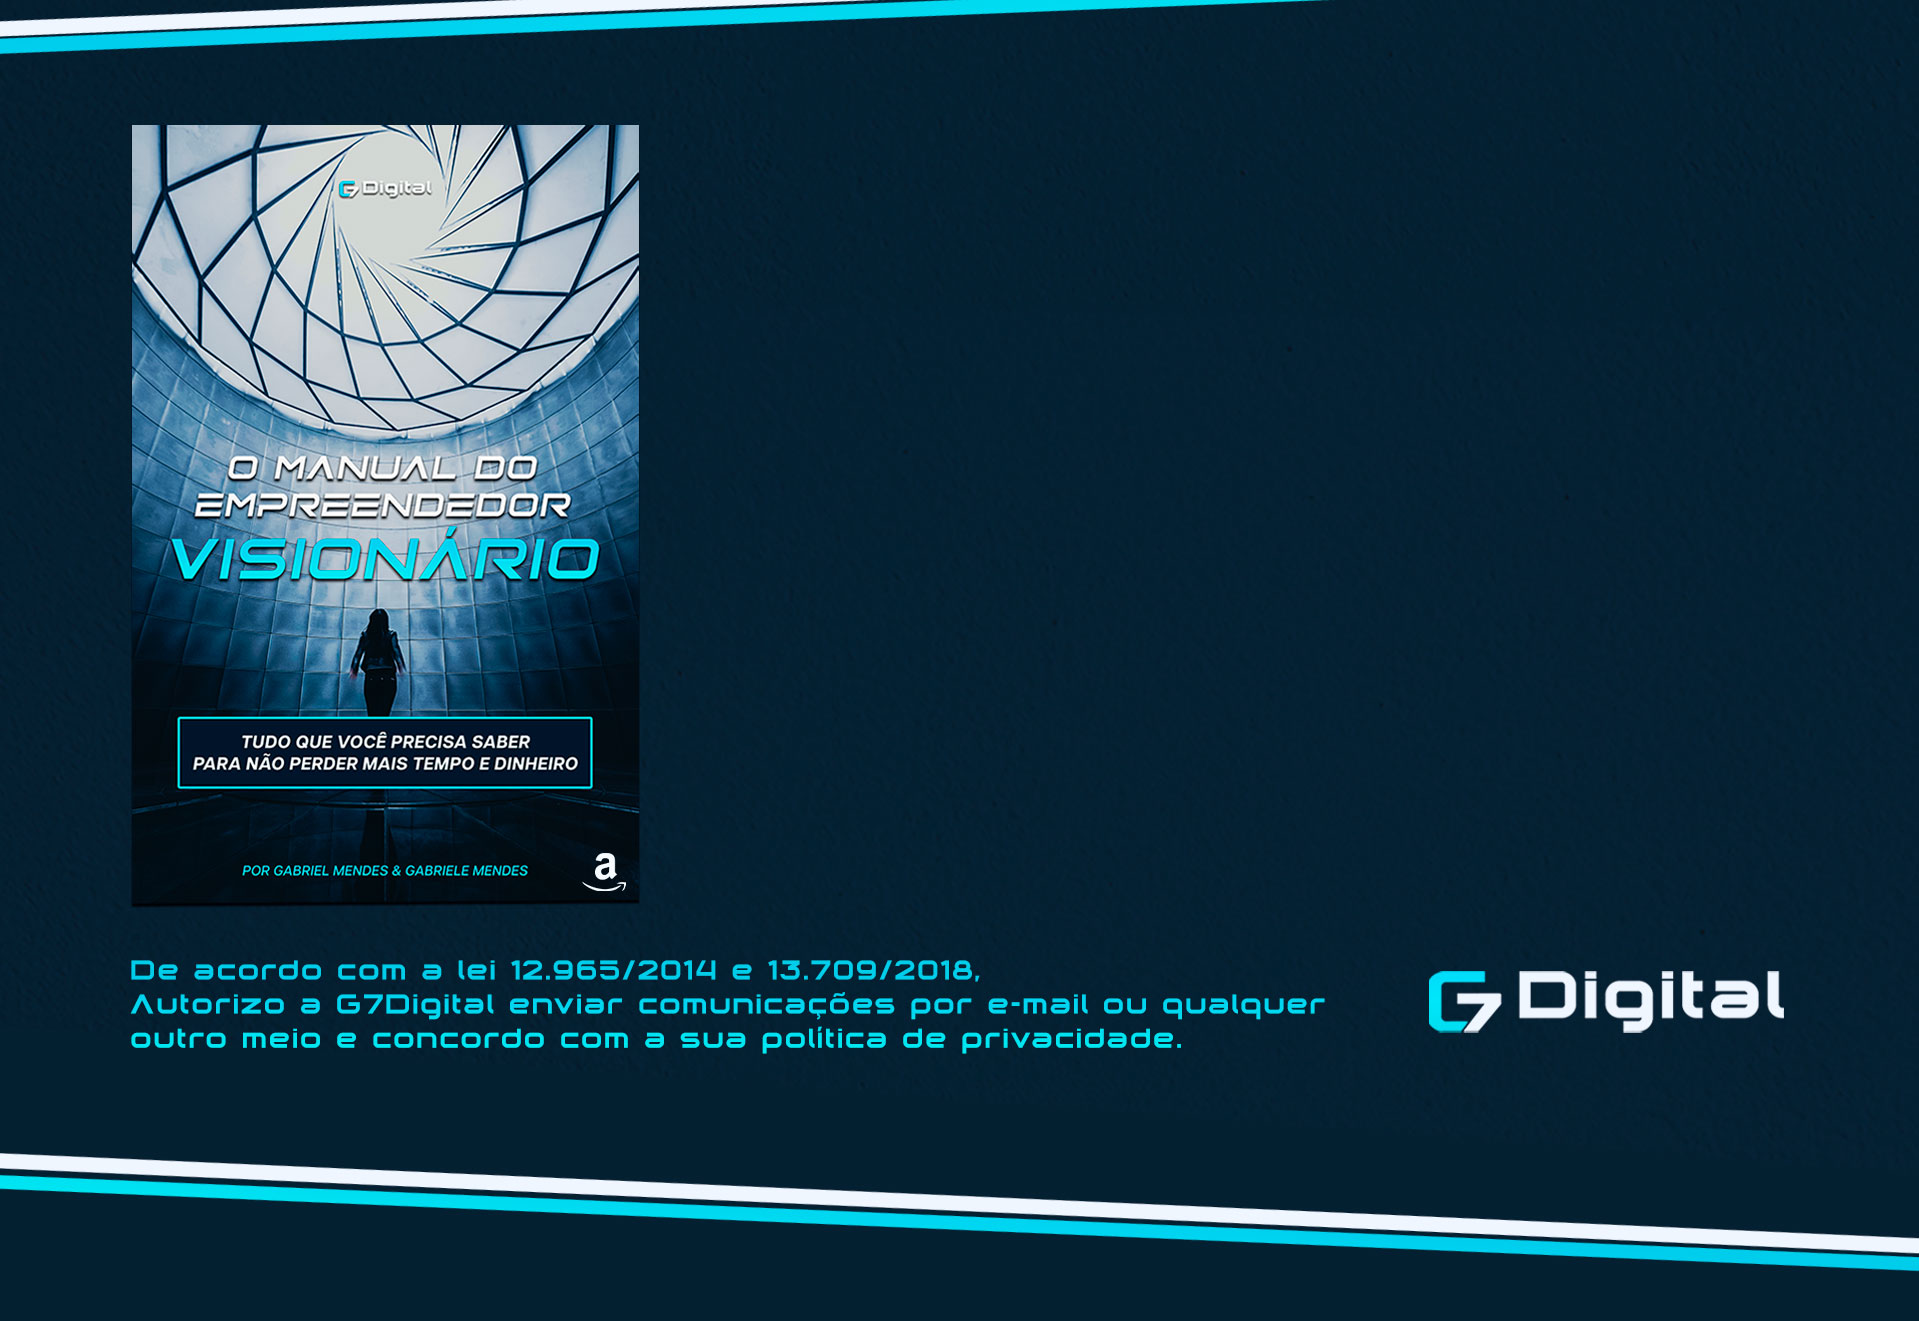 G7 Digital
O MANUAL DO
EMPREENDEDOR
VISIONÁRIO
TUDO QUE VOCÊ PRECISA SABER
PARA NÃO PERDER MAIS TEMPO E DINHEIRO
POR GABRIEL MENDES & GABRIELE MENDES
a
De acordo com a lei 12.965/2014 e 13.709/2018,
Autorizo a G7Digital enviar comunicações por e-mail ou qualquer
outro meio e concordo com a sua política de privacidade.
G7 Digital